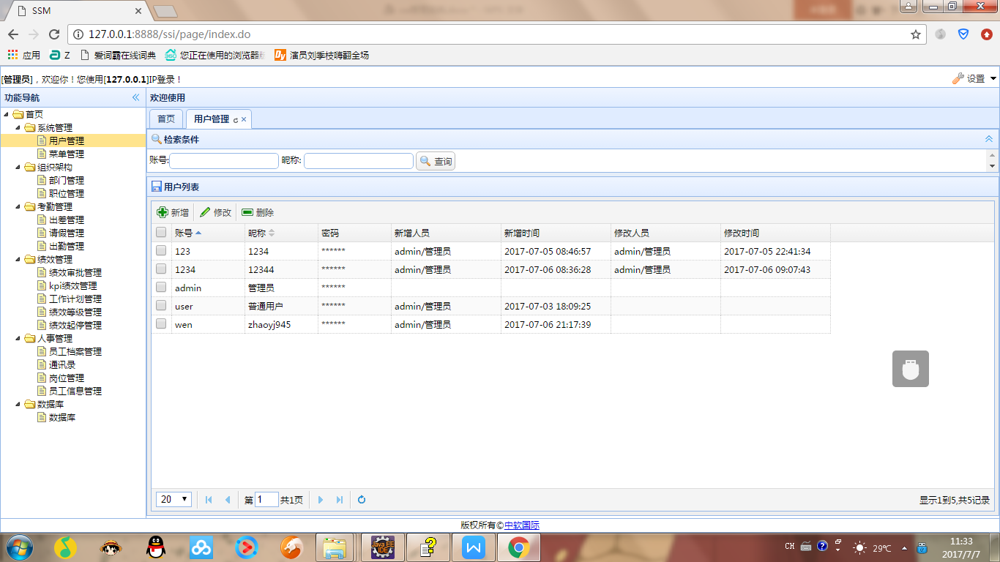 SSM
127.0.0.1:8888/ssi/page/index.do
应用 Z 爱词霸在线词典 您正在使用的浏览器版 演员刘季枝嗨翻全场
[管理员]，欢迎你！您使用[127.0.0.1]IP登录！ 设置
功能导航 欢迎使用
首页
系统管理
用户管理
菜单管理
组织架构
部门管理
职位管理
考勤管理
出差管理
请假管理
出勤管理
绩效管理
绩效审批管理
kpi绩效管理
工作计划管理
绩效等级管理
绩效起停管理
人事管理
员工档案管理
通讯录
岗位管理
员工信息管理
数据库
数据库
首页 用户管理
检索条件
账号: 昵称: 查询
用户列表
新增 修改 删除
账号 昵称 密码 新增人员 新增时间 修改人员 修改时间
123 1234 ****** admin/管理员 2017-07-05 08:46:57 admin/管理员 2017-07-05 22:41:34
1234 12344 ****** admin/管理员 2017-07-06 08:36:28 admin/管理员 2017-07-06 09:07:43
admin 管理员 ******
user 普通用户 ****** admin/管理员 2017-07-03 18:09:25
wen zhaoyj945 ****** admin/管理员 2017-07-06 21:17:39
20 第 1 共1页 显示1到5,共5记录
版权所有©中软国际
Java EE IDE
CH 29℃ 11:33
2017/7/7